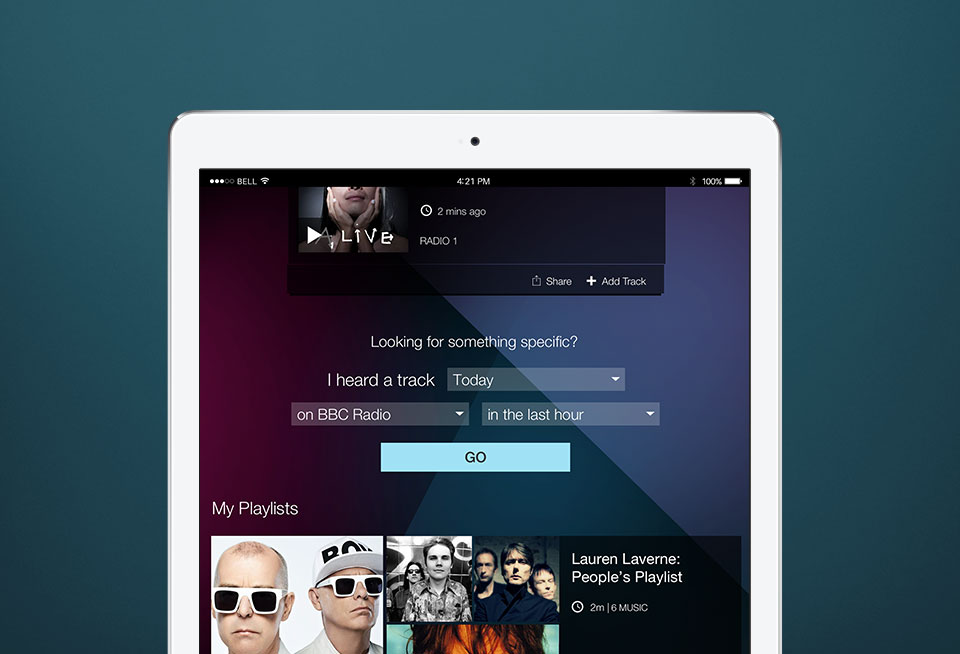 BELL 4:21 PM 100%
2 mins ago
A, LIVE
RADIO 1
Share Add Track
Looking for something specific?
I heard a track Today
on BBC Radio in the last hour
GO
My Playlists
BOY
Lauren Laverne:
People's Playlist
2m | 6 MUSIC